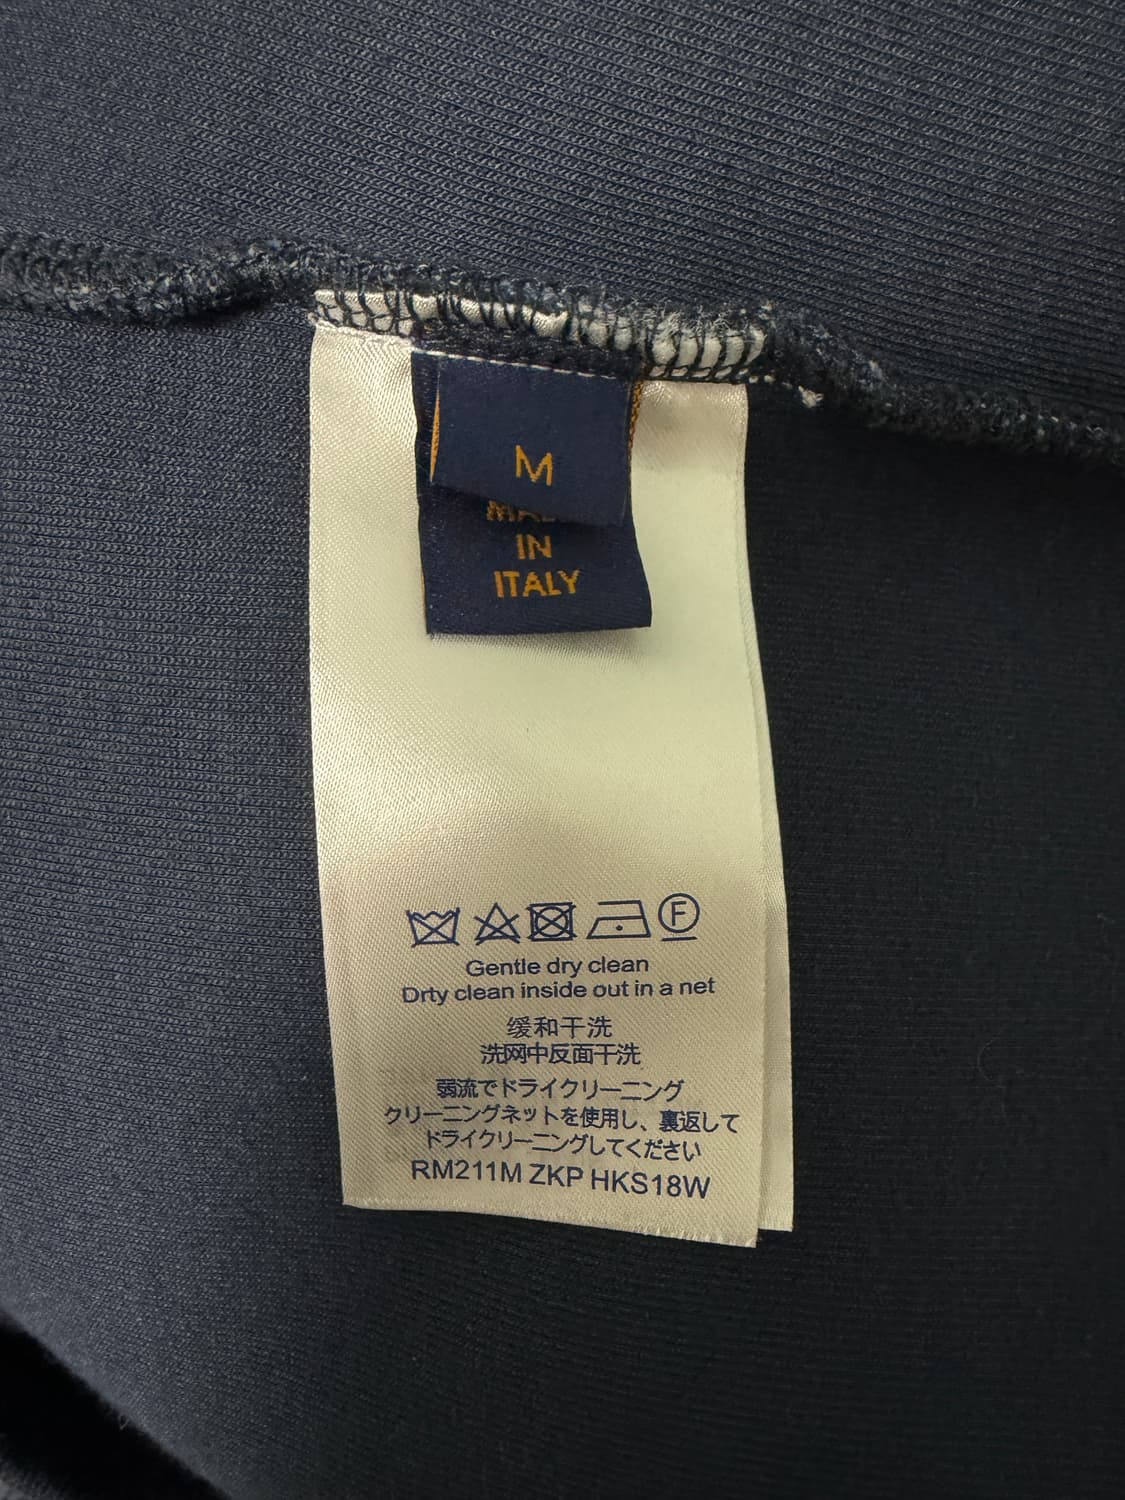 M
IN
ITALY
F
Gentle dry clean
Drty clean inside out in a net
缓和干洗
洗网中反面干洗
弱流でドライクリーニング
クリーニングネットを使用し、裏返して
ドライクリーニングしてください
RM211M ZKP HKS18W